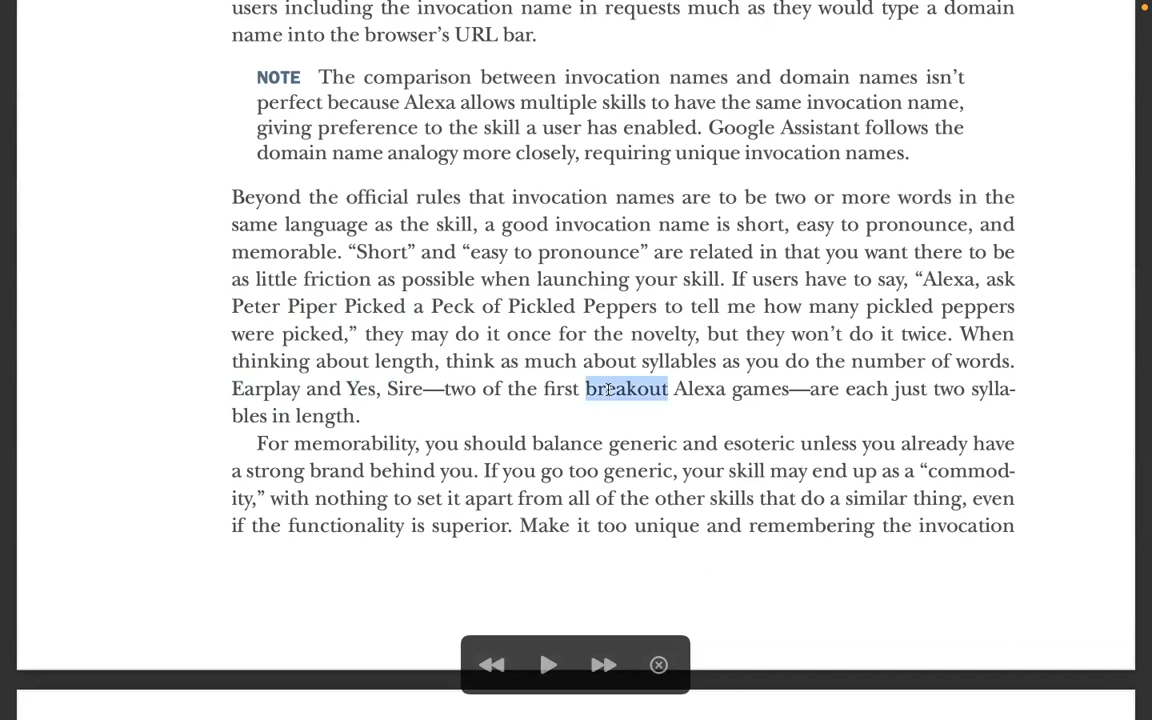 users including the invocation name in requests much as they would type a domain
name into the browser’s URL bar.
NOTE The comparison between invocation names and domain names isn’t
perfect because Alexa allows multiple skills to have the same invocation name,
giving preference to the skill a user has enabled. Google Assistant follows the
domain name analogy more closely, requiring unique invocation names.
Beyond the official rules that invocation names are to be two or more words in the
same language as the skill, a good invocation name is short, easy to pronounce, and
memorable. “Short” and “easy to pronounce” are related in that you want there to be
as little friction as possible when launching your skill. If users have to say, “Alexa, ask
Peter Piper Picked a Peck of Pickled Peppers to tell me how many pickled peppers
were picked,” they may do it once for the novelty, but they won’t do it twice. When
thinking about length, think as much about syllables as you do the number of words.
Earplay and Yes, Sire—two of the first breakout Alexa games—are each just two sylla-
bles in length.
For memorability, you should balance generic and esoteric unless you already have
a strong brand behind you. If you go too generic, your skill may end up as a “commod-
ity,” with nothing to set it apart from all of the other skills that do a similar thing, even
if the functionality is superior. Make it too unique and remembering the invocation